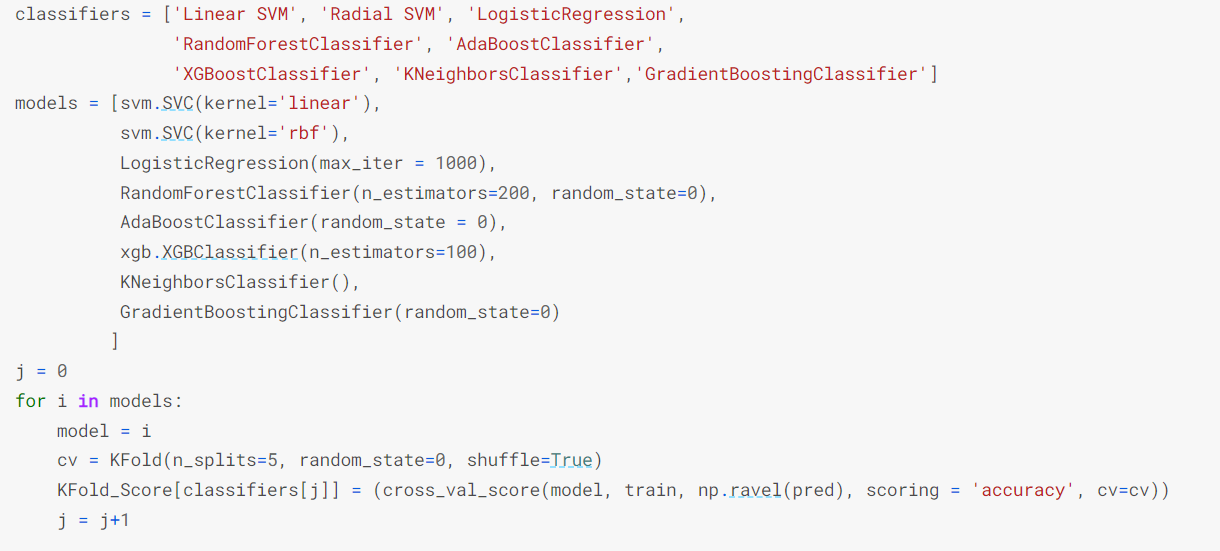 classifiers = ['Linear SVM', 'Radial SVM', 'LogisticRegression',
               'RandomForestClassifier', 'AdaBoostClassifier',
               'XGBoostClassifier', 'KNeighborsClassifier','GradientBoostingClassifier']
models = [svm.SVC(kernel='linear'),
          svm.SVC(kernel='rbf'),
          LogisticRegression(max_iter = 1000),
          RandomForestClassifier(n_estimators=200, random_state=0),
          AdaBoostClassifier(random_state = 0),
          xgb.XGBClassifier(n_estimators=100),
          KNeighborsClassifier(),
          GradientBoostingClassifier(random_state=0)
         ]
j = 0
for i in models:
    model = i
    cv = KFold(n_splits=5, random_state=0, shuffle=True)
    KFold_Score[classifiers[j]] = (cross_val_score(model, train, np.ravel(pred), scoring = 'accuracy', cv=cv))
    j = j+1